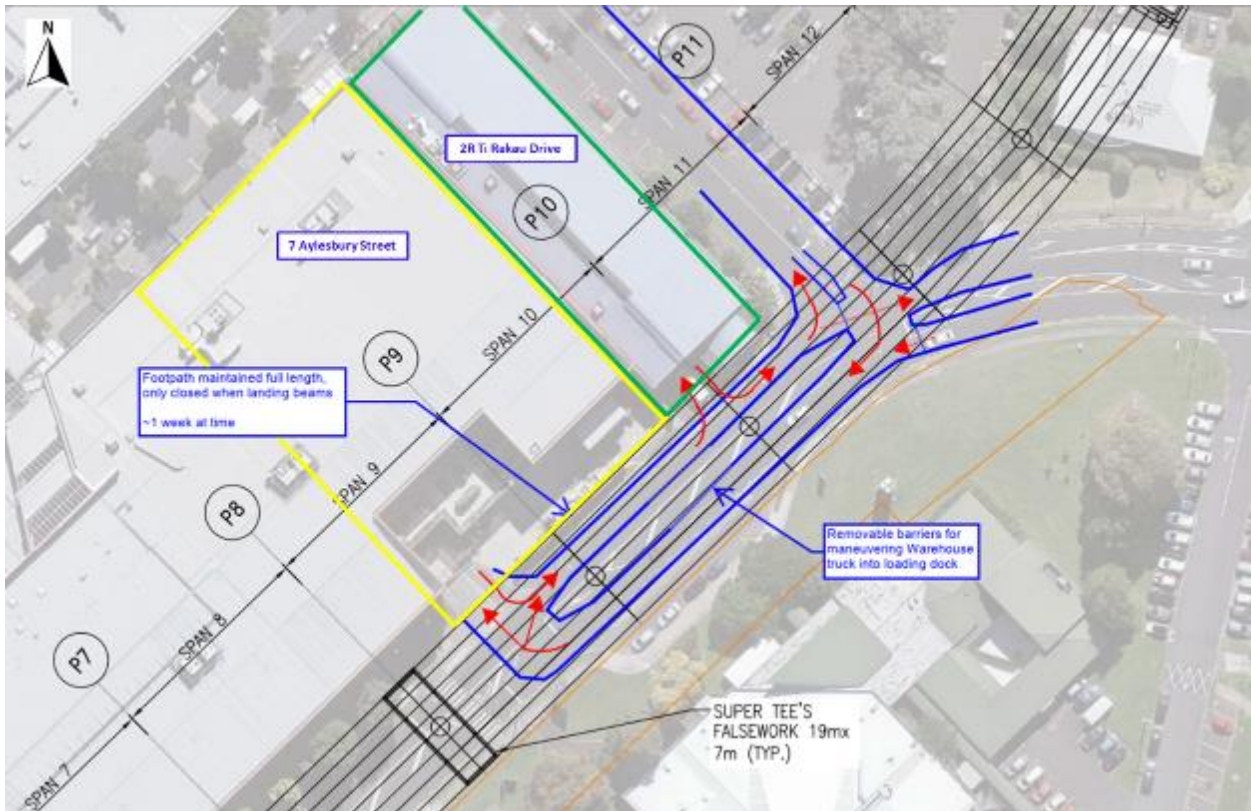 N
P11
SPAN 12
2R Ti Rakau Drive
SPAN 11
P10
7 Aylesbury Street
SPAN 10
P9
Footpath maintained full length,
only closed when landing beams
~1 week at time
SPAN 9
P8
Removable barriers for
maneuvering Warehouse
truck into loading dock
SPAN 8
P7
SUPER TEE'S
FALSEWORK 19mx
7m (TYP.)
SPAN 7